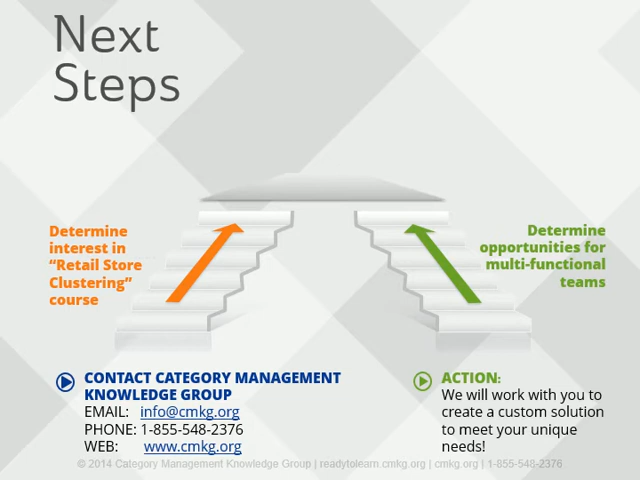 Next
Steps
Determine
interest in
“Retail Store
Clustering”
course
Determine
opportunities for
multi-functional
teams
CONTACT CATEGORY MANAGEMENT
KNOWLEDGE GROUP
EMAIL: info@cmkg.org
PHONE: 1-855-548-2376
WEB: www.cmkg.org
ACTION:
We will work with you to
create a custom solution
to meet your unique
needs!
© 2014 Category Management Knowledge Group | readytolearn.cmkg.org | cmkg.org | 1-855-548-2376